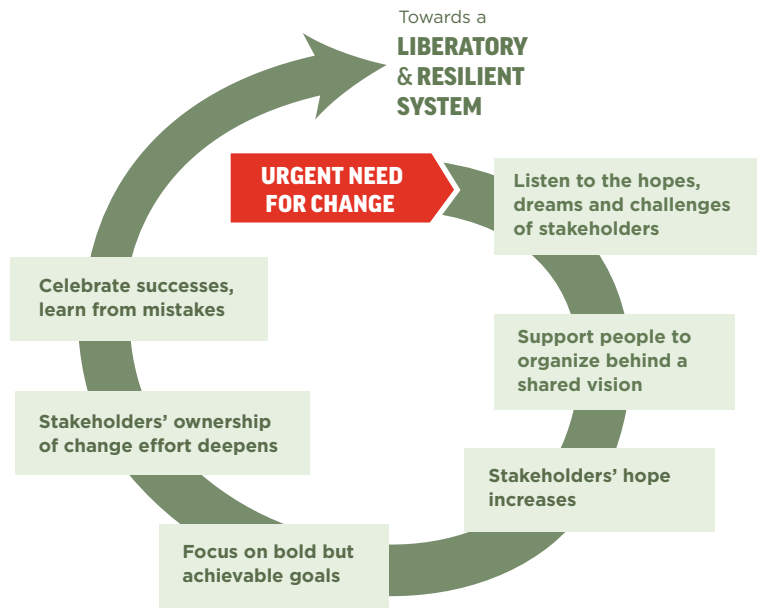 Towards a
LIBERATORY
& RESILIENT
SYSTEM
URGENT NEED
FOR CHANGE
Listen to the hopes,
dreams and challenges
of stakeholders
Support people to
organize behind a
shared vision
Stakeholders’ hope
increases
Focus on bold but
achievable goals
Stakeholders’ ownership
of change effort deepens
Celebrate successes,
learn from mistakes